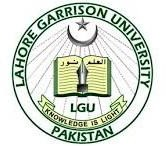 LAHORE GARRISON UNIVERSITY
العلم نور
LGU
KNOWLEDGE IS LIGHT
PAKISTAN